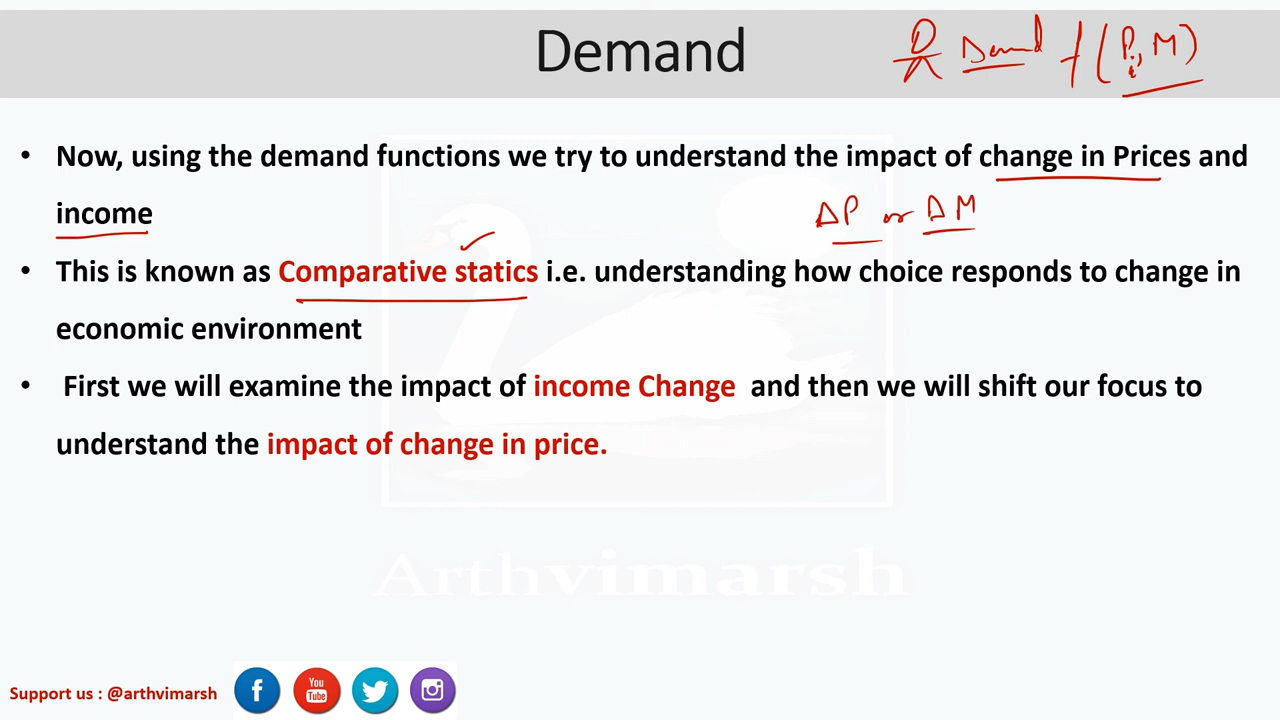 Demand
Demand f(Pi, M)
• Now, using the demand functions we try to understand the impact of change in Prices and
income
ΔP or ΔM
• This is known as Comparative statics i.e. understanding how choice responds to change in
economic environment
• First we will examine the impact of income Change and then we will shift our focus to
understand the impact of change in price.
Arthvimarsh
Support us : @arthvimarsh
f
You
Tube